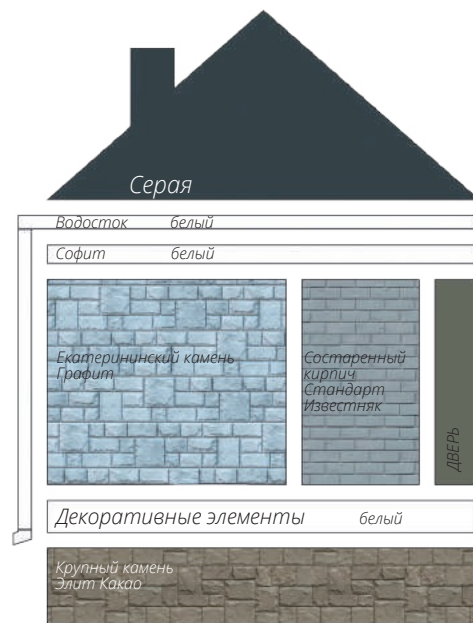 Серая
Водосток белый
Софит белый
Екатерининский камень
Графит
Состаренный
кирпич
Стандарт
Известняк
ДВЕРЬ
Декоративные элементы белый
Крупный камень
Элит Какао